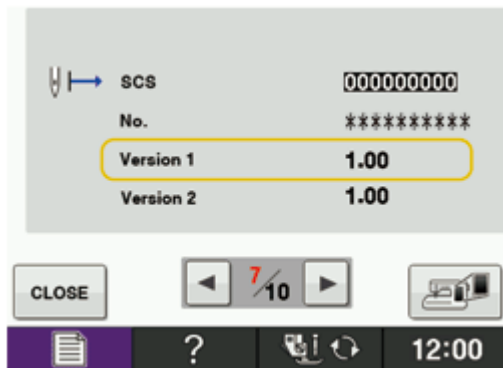 SCS 000000000
No. **********
Version 1 1.00
Version 2 1.00
CLOSE 7/10
? 12:00